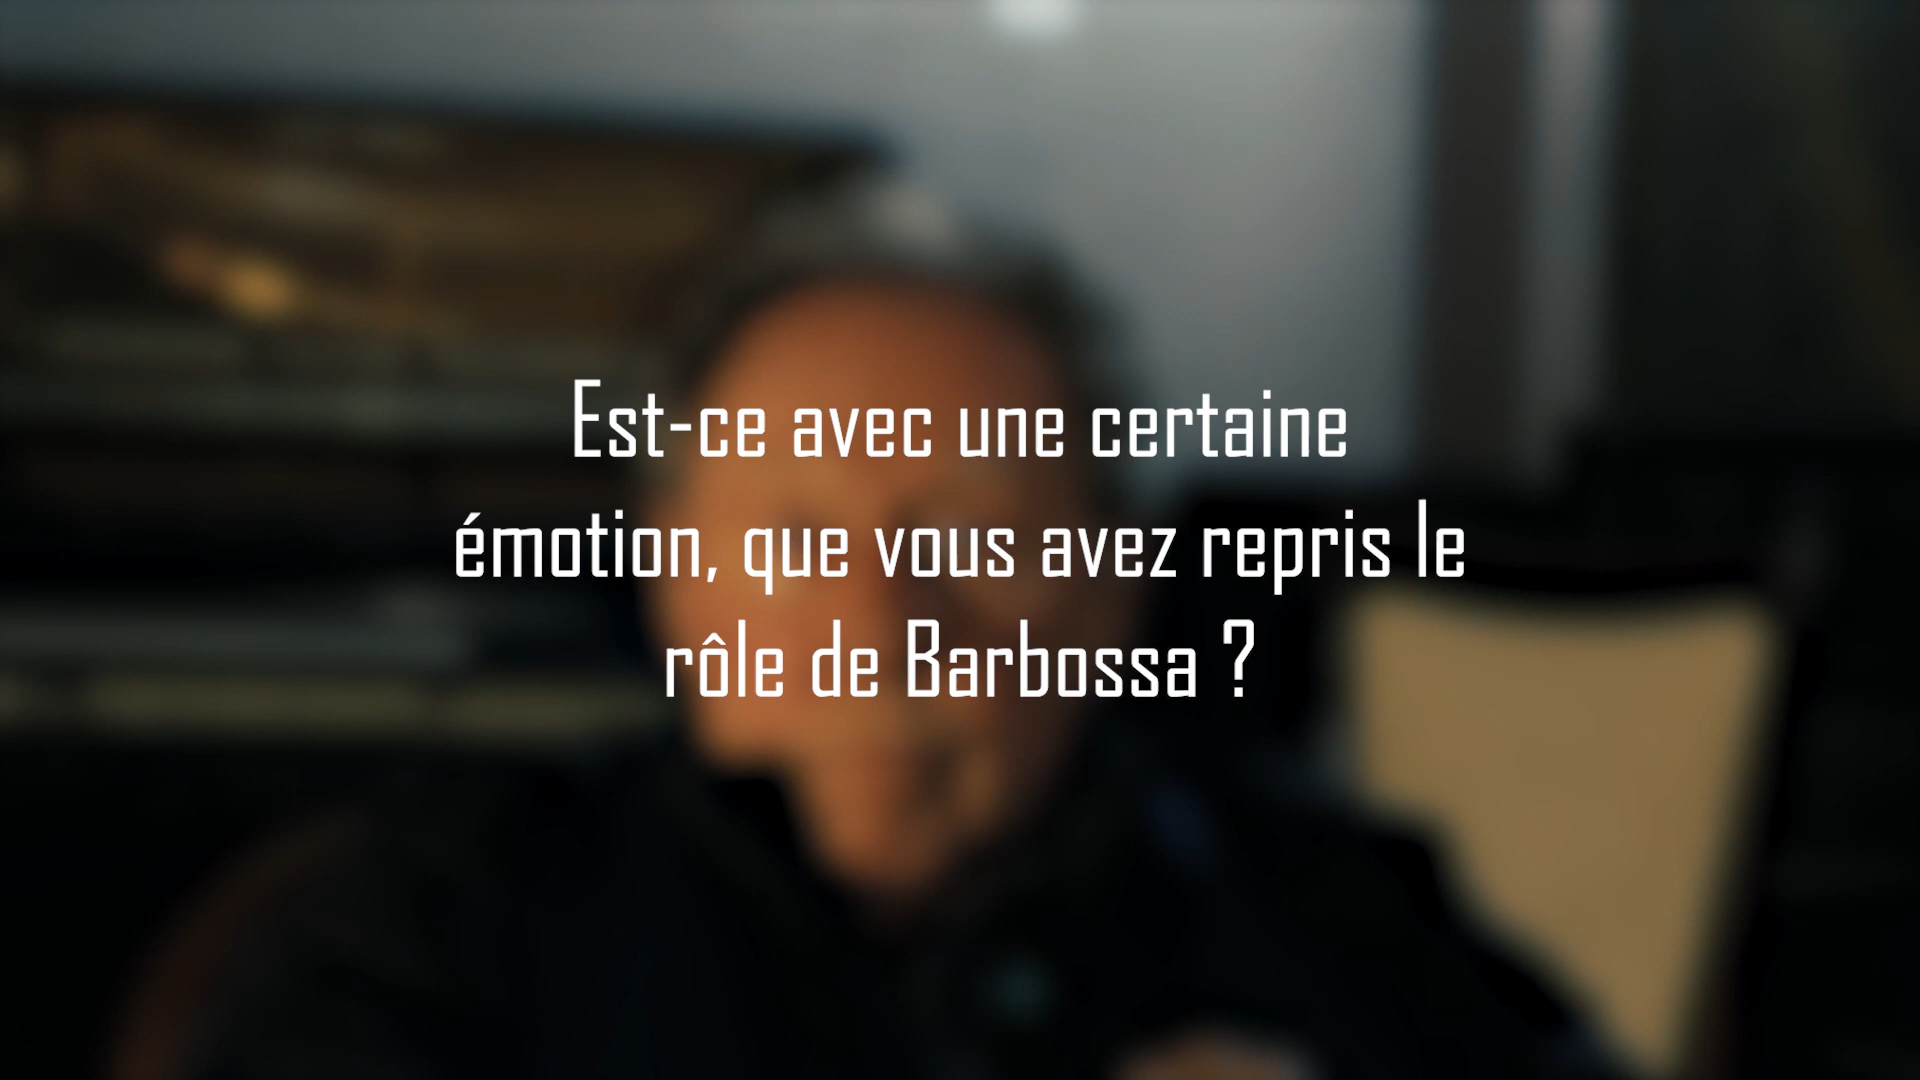 Est-ce avec une certaine
émotion, que vous avez repris le
rôle de Barbossa ?